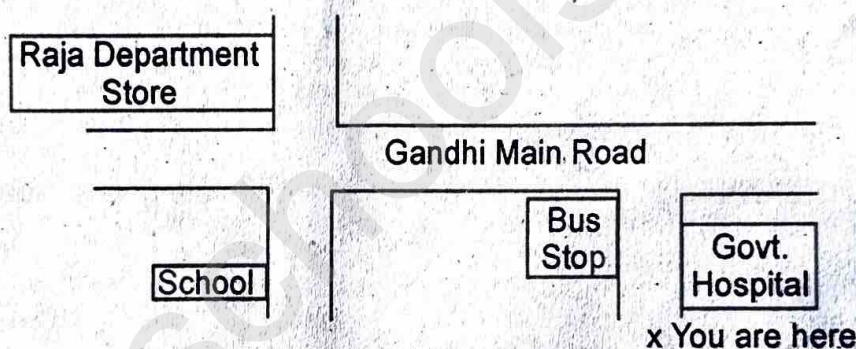 Raja Department
Store
Gandhi Main Road
Bus
Stop
Govt.
Hospital
School
x You are here